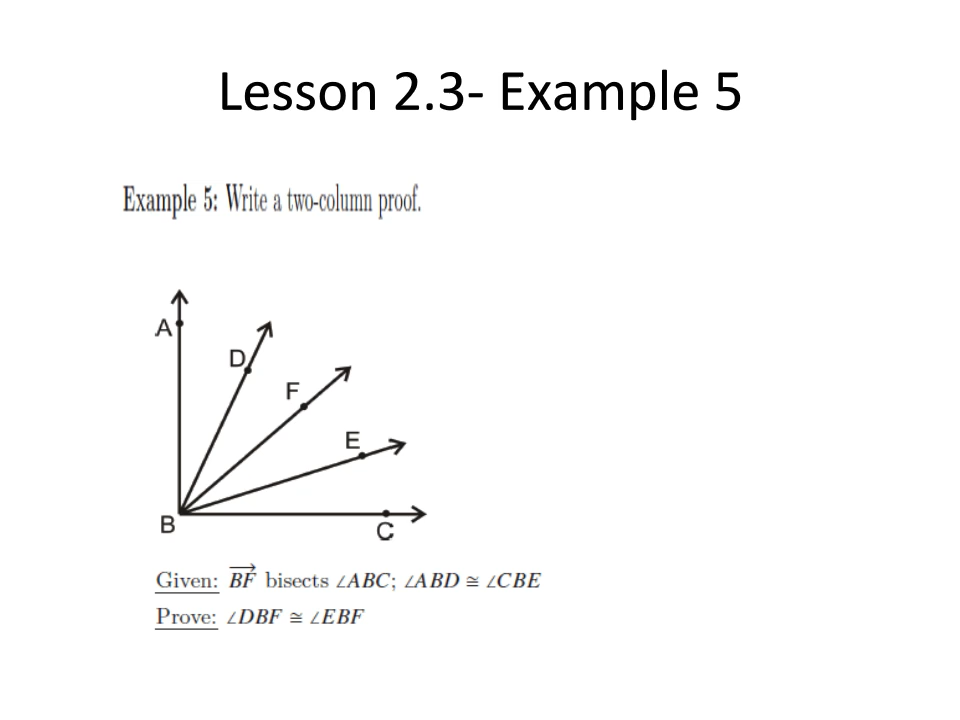 Lesson 2.3- Example 5
Example 5: Write a two-column proof.
A
D
F
E
B
C
Given: \overrightarrow{BF} bisects ∠ABC; ∠ABD ≅ ∠CBE
Prove: ∠DBF ≅ ∠EBF